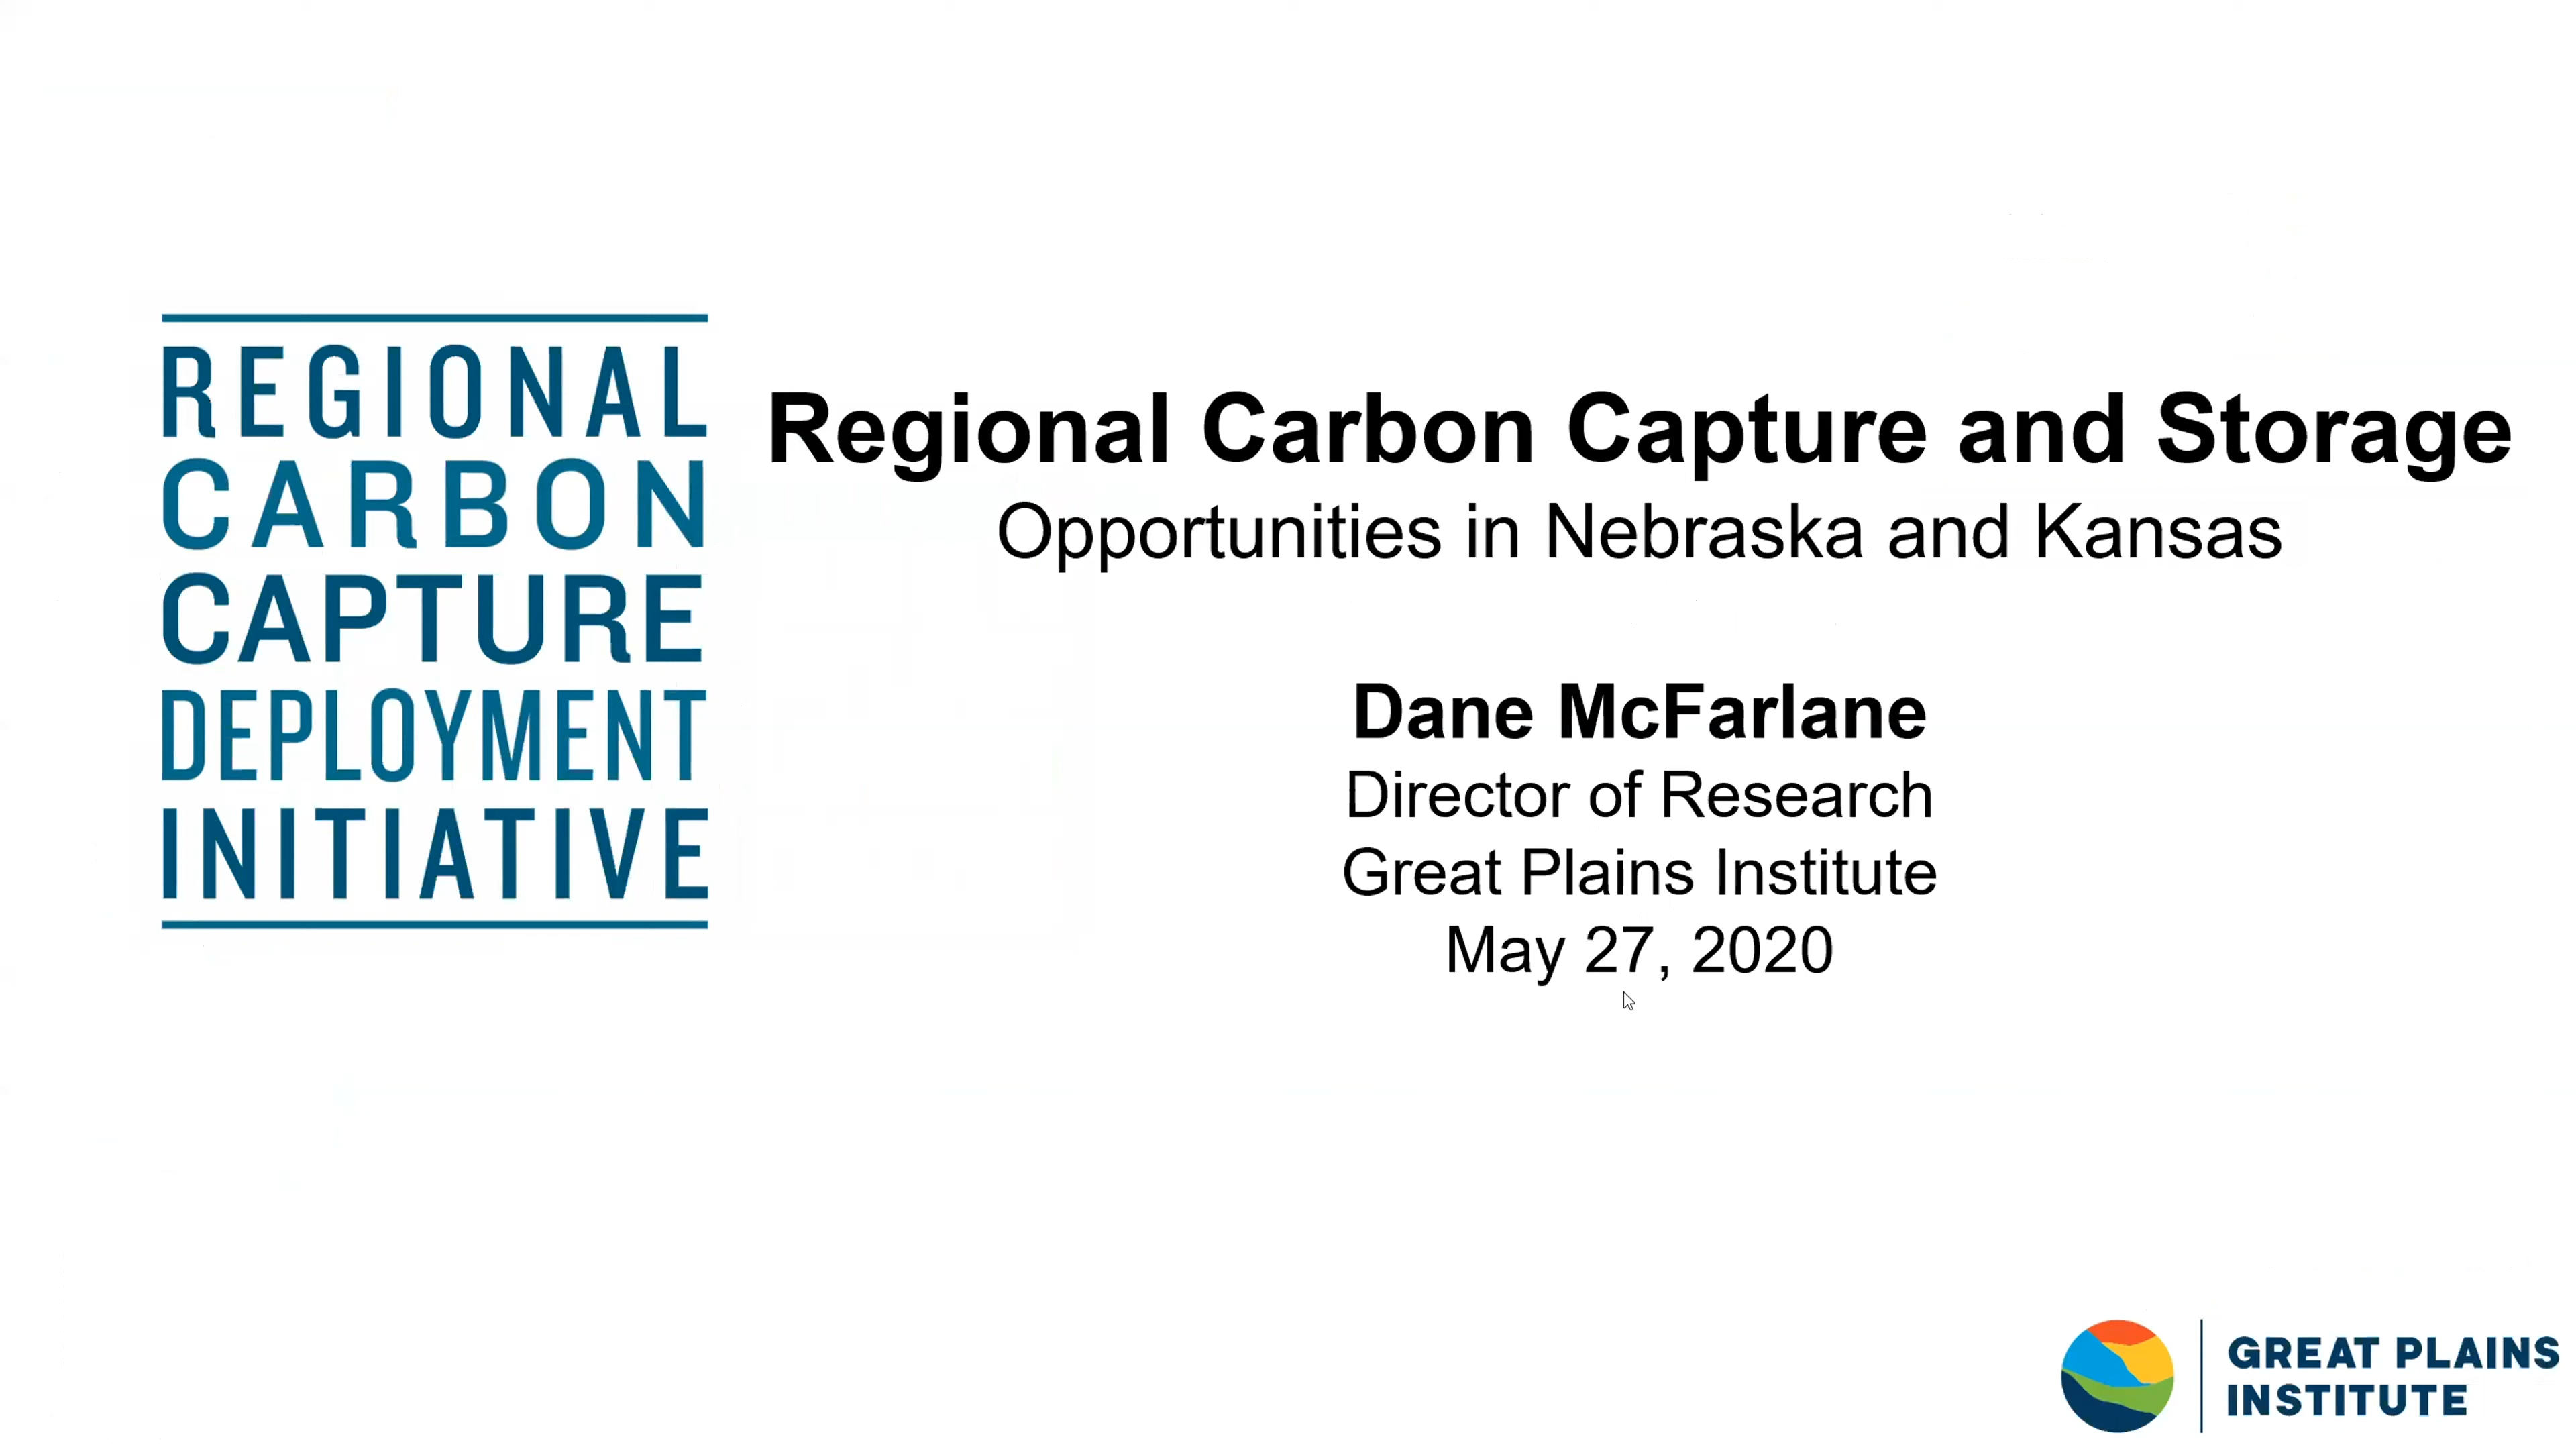 REGIONAL
CARBON
CAPTURE
DEPLOYMENT
INITIATIVE
Regional Carbon Capture and Storage
Opportunities in Nebraska and Kansas
Dane McFarlane
Director of Research
Great Plains Institute
May 27, 2020
GREAT PLAINS
INSTITUTE